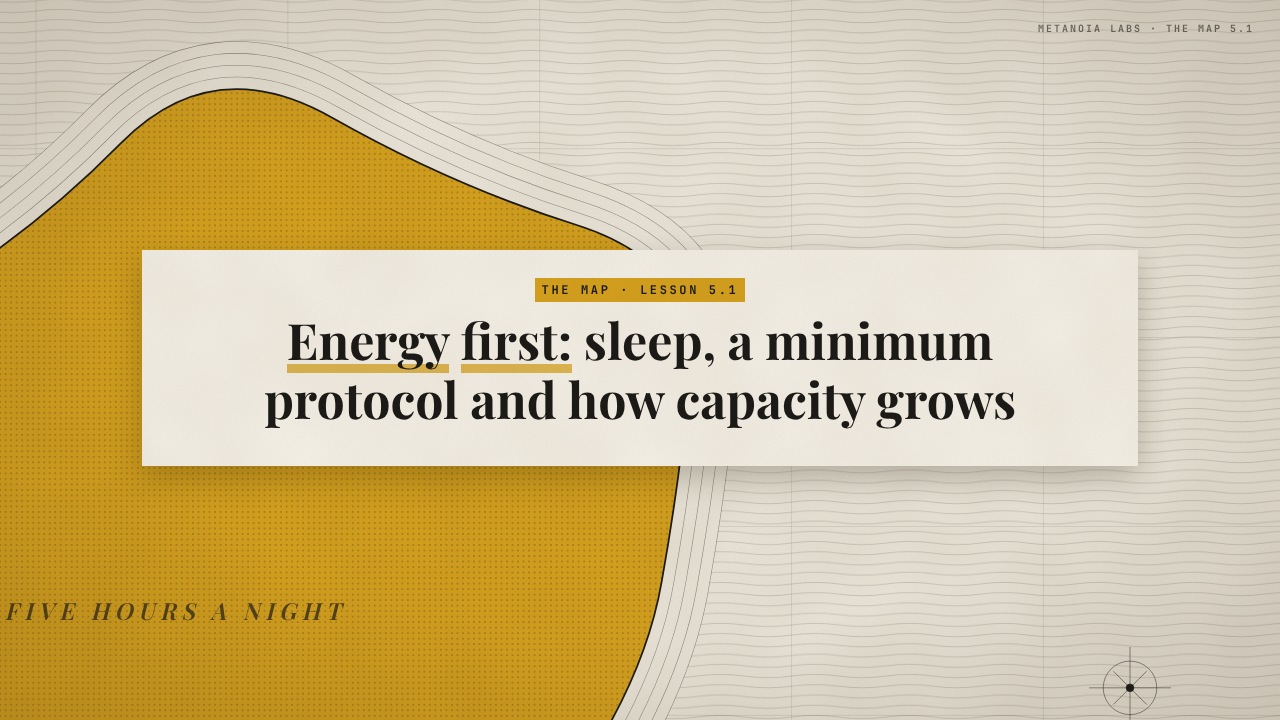 METANOIA LABS · THE MAP 5.1
THE MAP · LESSON 5.1
Energy first: sleep, a minimum
protocol and how capacity grows
FIVE HOURS A NIGHT